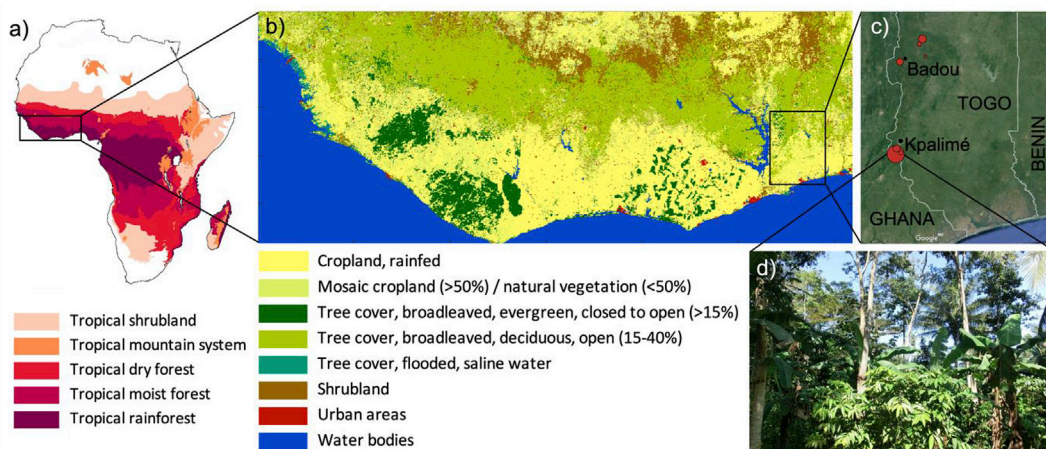 a)
Tropical shrubland
Tropical mountain system
Tropical dry forest
Tropical moist forest
Tropical rainforest
b)
Cropland, rainfed
Mosaic cropland (>50%) / natural vegetation (<50%)
Tree cover, broadleaved, evergreen, closed to open (>15%)
Tree cover, broadleaved, deciduous, open (15-40%)
Tree cover, flooded, saline water
Shrubland
Urban areas
Water bodies
c)
Badou
TOGO
Kpalimé
BENIN
GHANA
Google
d)